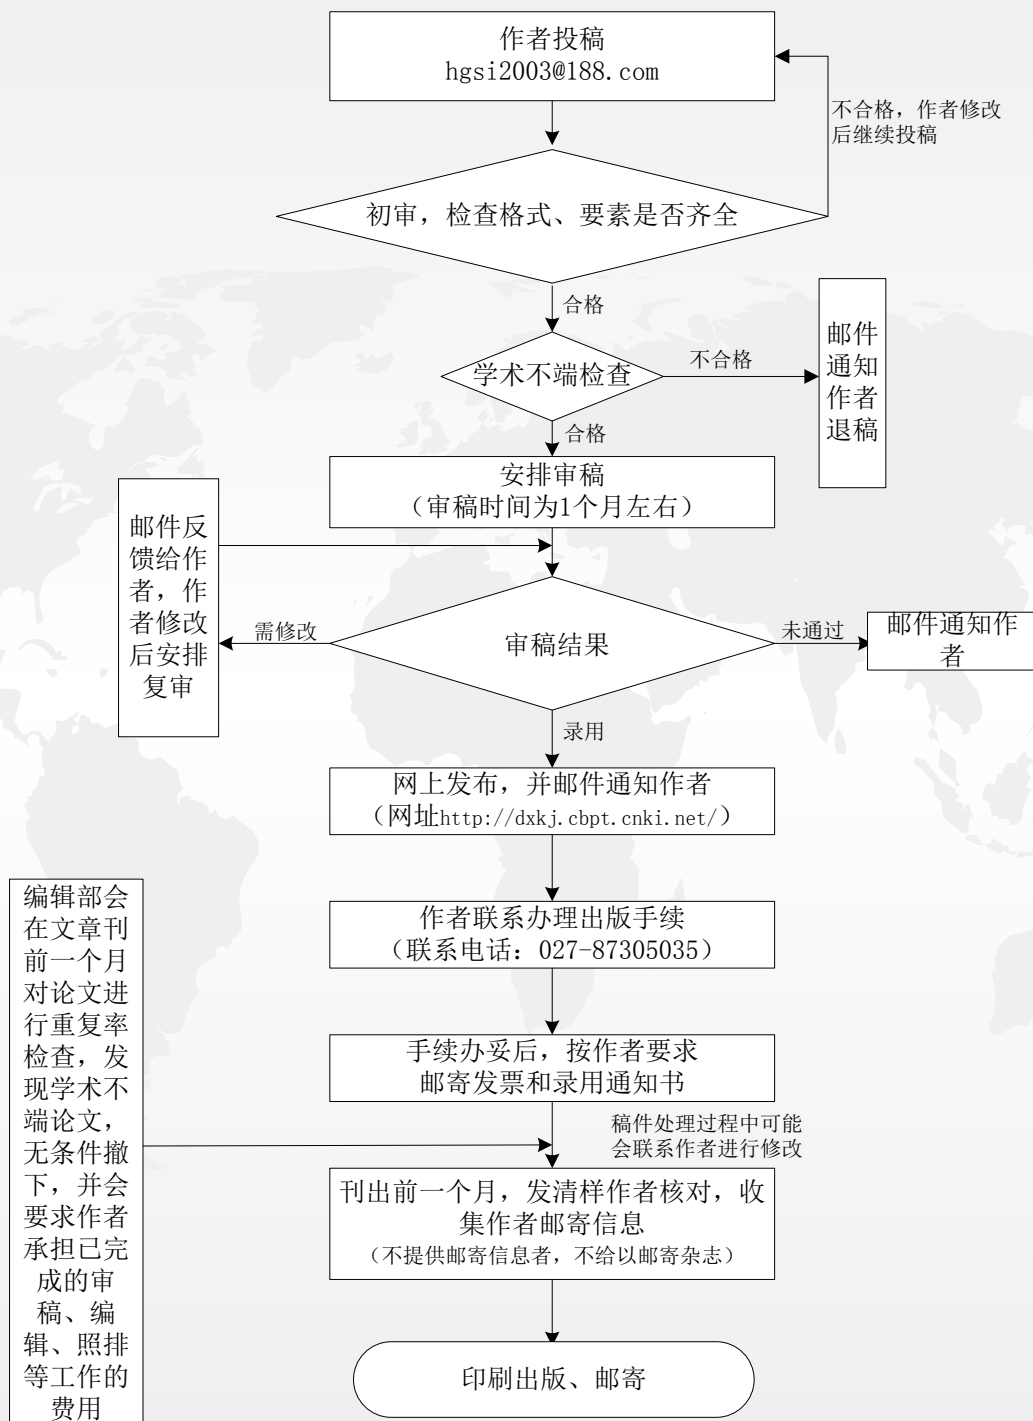 作者投稿
hgsi2003@188.com
不合格，作者修改
后继续投稿
初审，检查格式、要素是否齐全
合格
学术不端检查
不合格
邮件
通知
作者
退稿
合格
安排审稿
（审稿时间为1个月左右）
邮件反
馈给作
者，作
者修改
后安排
复审
需修改
审稿结果
未通过
邮件通知作
者
录用
网上发布，并邮件通知作者
（网址http://dxkj.cbpt.cnki.net/）
作者联系办理出版手续
（联系电话：027-87305035）
手续办妥后，按作者要求
邮寄发票和录用通知书
稿件处理过程中可能
会联系作者进行修改
编辑部会
在文章刊
前一个月
对论文进
行重复率
检查，发
现学术不
端论文，
无条件撤
下，并会
要求作者
承担已完
成的审
稿、编
辑、照排
等工作的
费用
刊出前一个月，发清样作者核对，收
集作者邮寄信息
（不提供邮寄信息者，不给以邮寄杂志）
印刷出版、邮寄